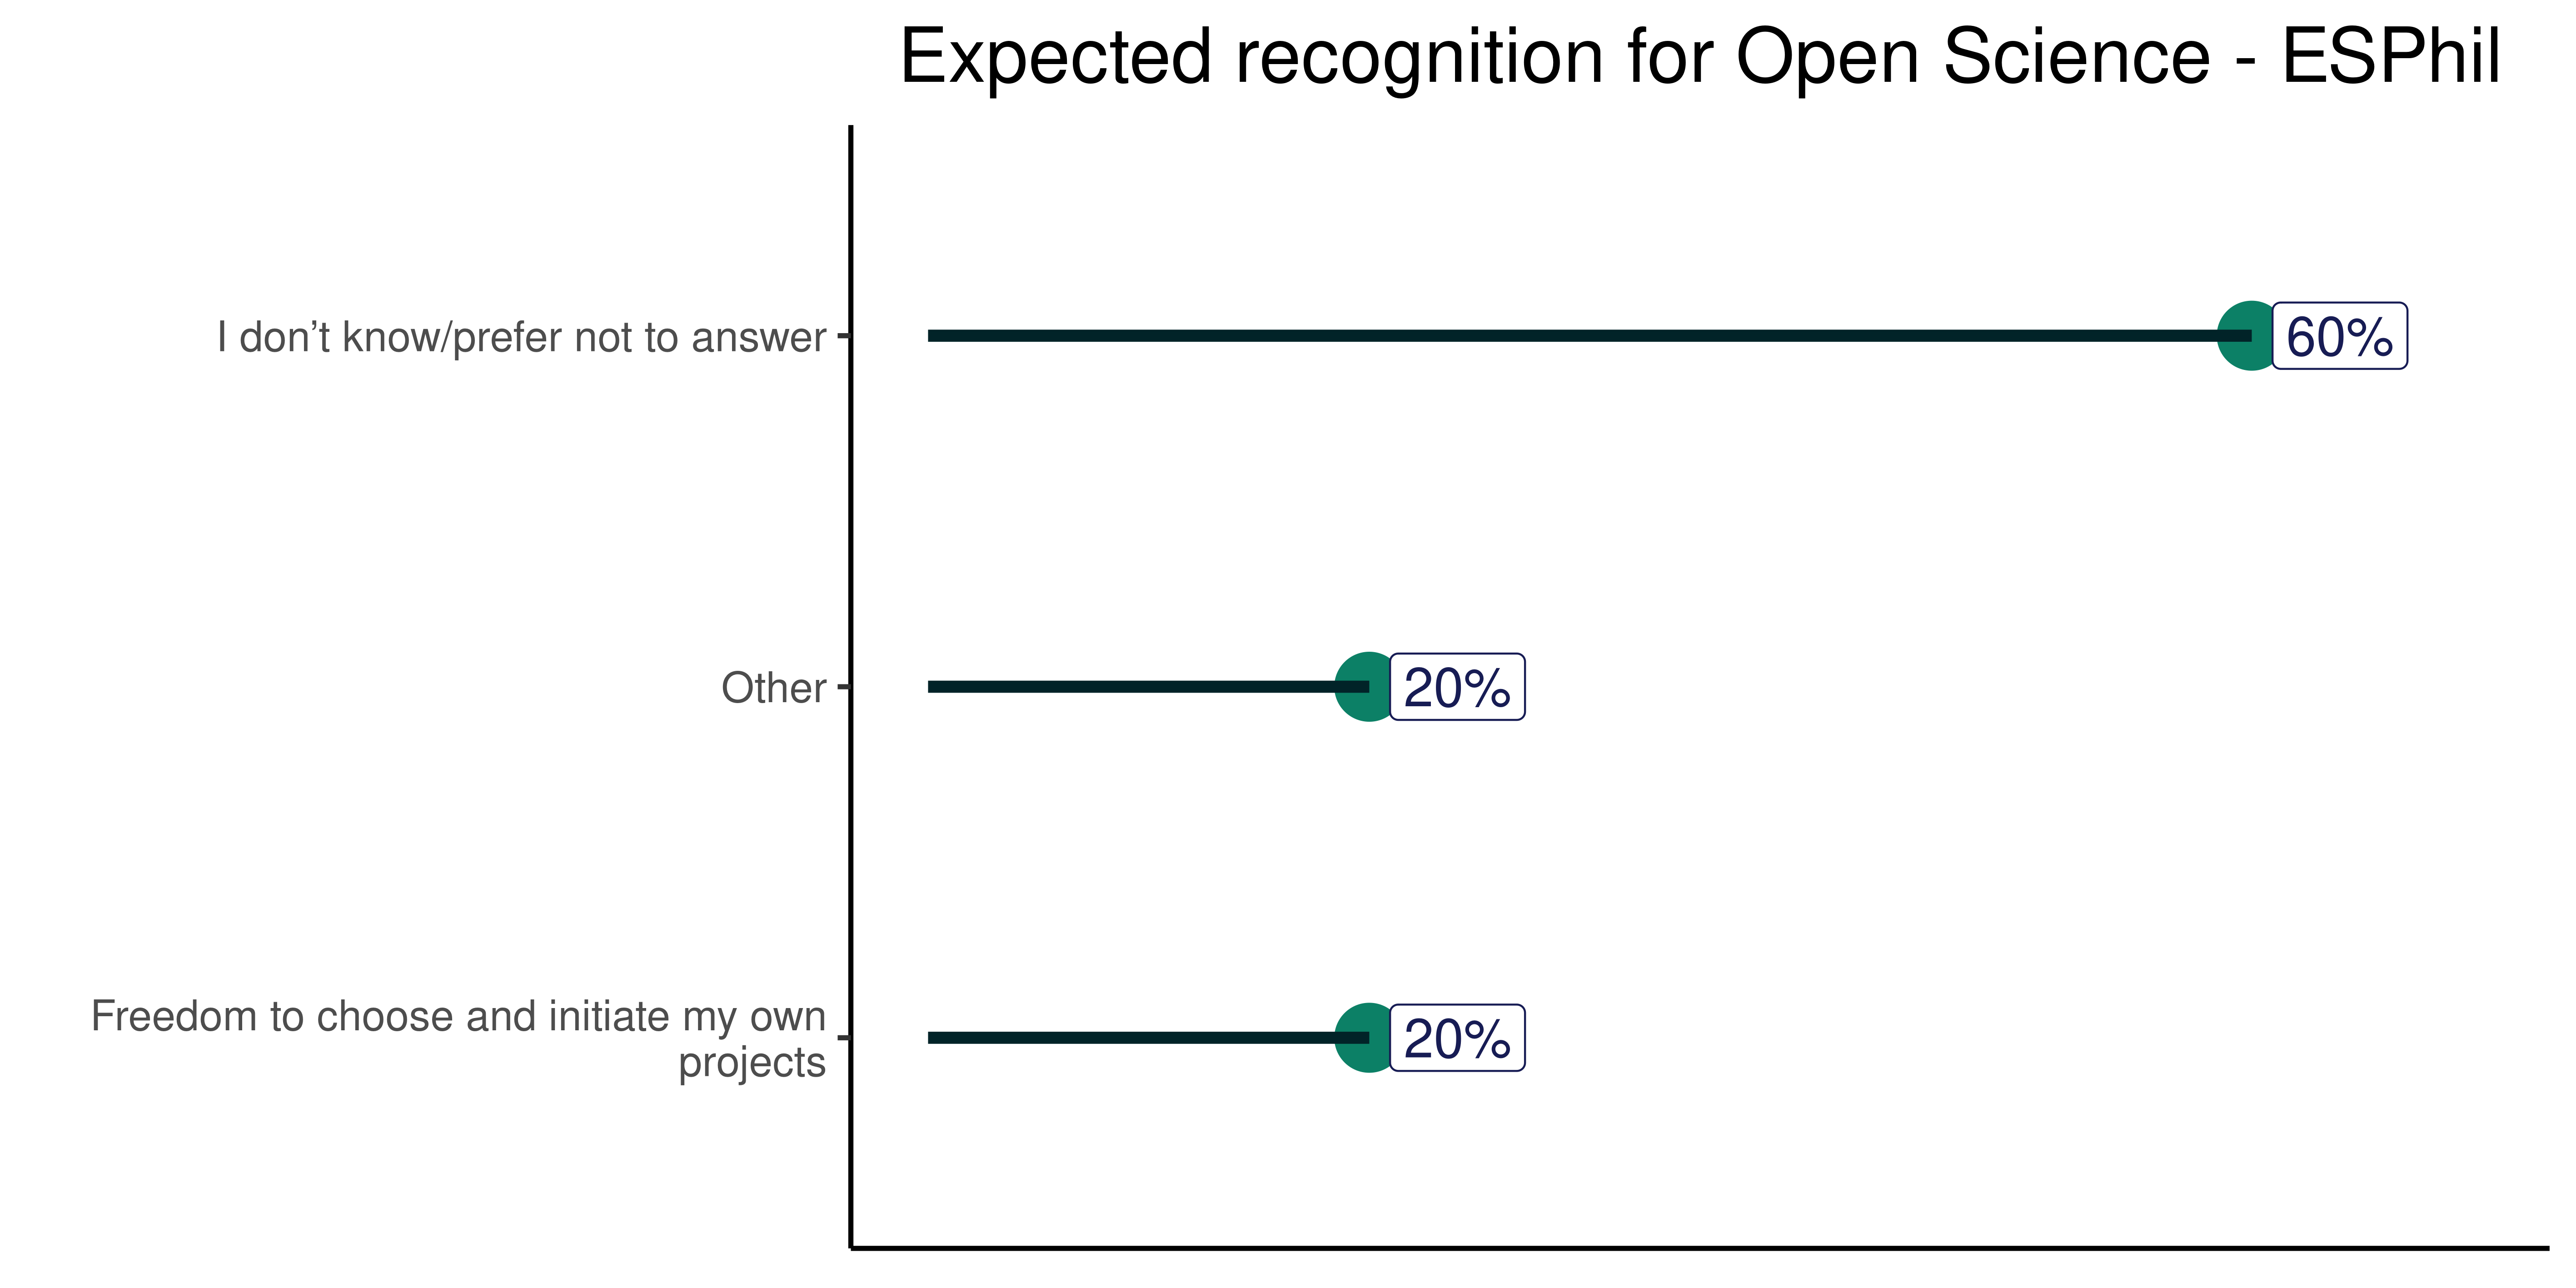 Expected recognition for Open Science - ESPhil
I don’t know/prefer not to answer
60%
Other
20%
Freedom to choose and initiate my own
projects
20%